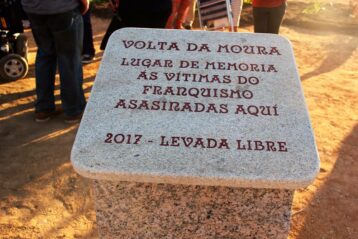 VOLTA DA MOURA
LUGAR DE MEMORIA
ÁS VÍTIMAS DO
FRANQUISMO
ASASINADAS AQUÍ
2017 - LEVADA LIBRE